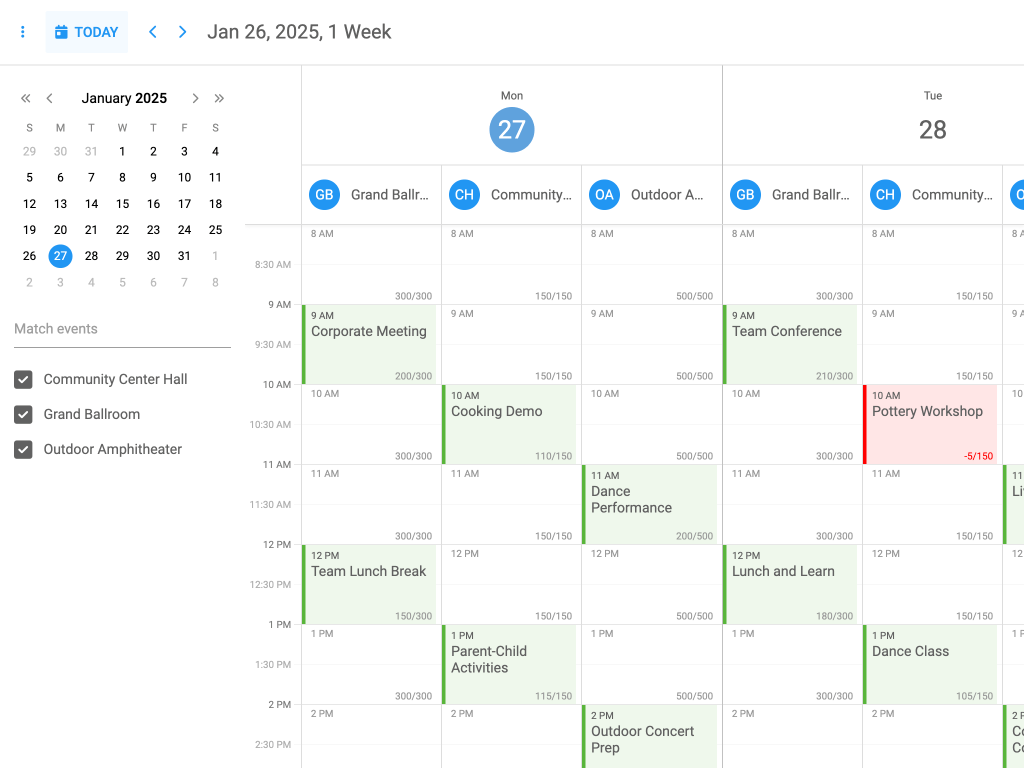 TODAY
Jan 26, 2025, 1 Week
January 2025
S M T W T F S
29 30 31 1 2 3 4
5 6 7 8 9 10 11
12 13 14 15 16 17 18
19 20 21 22 23 24 25
26 27 28 29 30 31 1
2 3 4 5 6 7 8
Match events
Community Center Hall
Grand Ballroom
Outdoor Amphitheater
Mon
27
Tue
28
GB Grand Ballr... CH Community... OA Outdoor A... GB Grand Ballr... CH Community...
8 AM 8 AM 8 AM 8 AM 8 AM 8 A
8:30 AM
300/300 150/150 500/500 300/300 150/150
9 AM
9 AM 9 AM 9 AM 9 AM 9 AM 9 A
Corporate Meeting Team Conference
9:30 AM
200/300 150/150 500/500 210/300 150/150
10 AM
10 AM 10 AM 10 AM 10 AM 10 AM 10
Cooking Demo Pottery Workshop
10:30 AM
300/300 110/150 500/500 300/300 -5/150
11 AM
11 AM 11 AM 11 AM 11 AM 11 AM 11
Dance Li
Performance
11:30 AM
300/300 150/150 200/500 300/300 150/150
12 PM
12 PM 12 PM 12 PM 12 PM 12 PM 12
Team Lunch Break Lunch and Learn
12:30 PM
150/300 150/150 500/500 180/300 150/150
1 PM
1 PM 1 PM 1 PM 1 PM 1 PM 1 P
Parent-Child Dance Class
Activities
1:30 PM
300/300 115/150 500/500 300/300 105/150
2 PM
2 PM 2 PM 2 PM 2 PM 2 PM 2 P
Outdoor Concert Co
Prep Co
2:30 PM